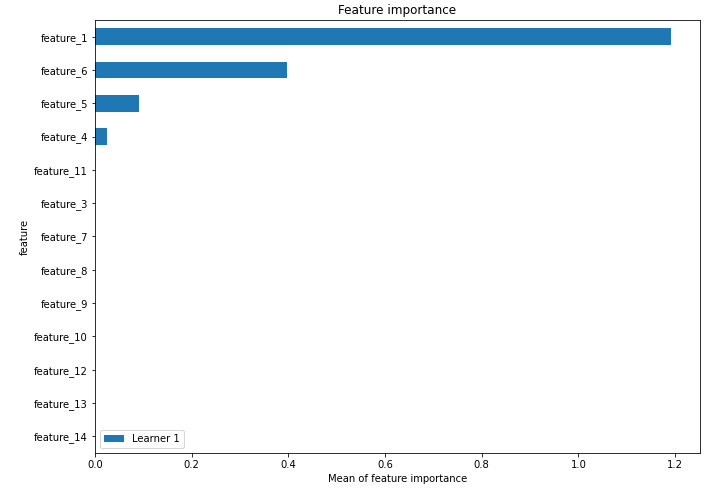 Feature importance
feature_1
feature_6
feature_5
feature_4
feature_11
feature_3
feature_7
feature_8
feature_9
feature_10
feature_12
feature_13
feature_14
feature
Learner 1
0.0 0.2 0.4 0.6 0.8 1.0 1.2
Mean of feature importance